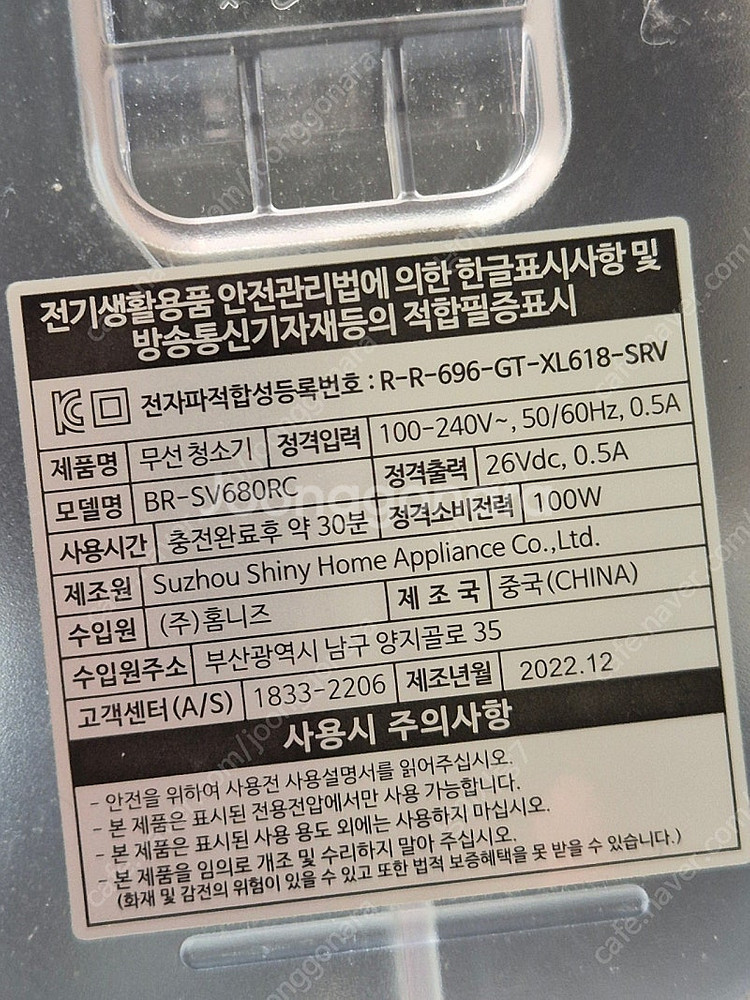 전기생활용품 안전관리법에 의한 한글표시사항 및
방송통신기자재등의 적합필증표시
전자파적합성등록번호 : R-R-696-GT-XL618-SRV
제품명 무선 청소기 정격입력 100-240V~, 50/60Hz, 0.5A
모델명 BR-SV680RC 정격출력 26Vdc, 0.5A
사용시간 충전완료후 약 30분 정격소비전력 100W
제조원 Suzhou Shiny Home Appliance Co.,Ltd.
수입원 (주)홈니즈 제 조 국 중국(CHINA)
수입원주소 부산광역시 남구 양지골로 35
고객센터(A/S) 1833-2206 제조년월 2022.12
사용시 주의사항
- 안전을 위하여 사용전 사용설명서를 읽어주십시오.
- 본 제품은 표시된 전용전압에서만 사용 가능합니다.
- 본 제품은 표시된 사용 용도 외에는 사용하지 마십시오.
- 본 제품을 임의로 개조 및 수리하지 말아 주십시오.
(화재 및 감전의 위험이 있을 수 있고 또한 법적 보증혜택을 못 받을 수 있습니다.)
Joonggonara